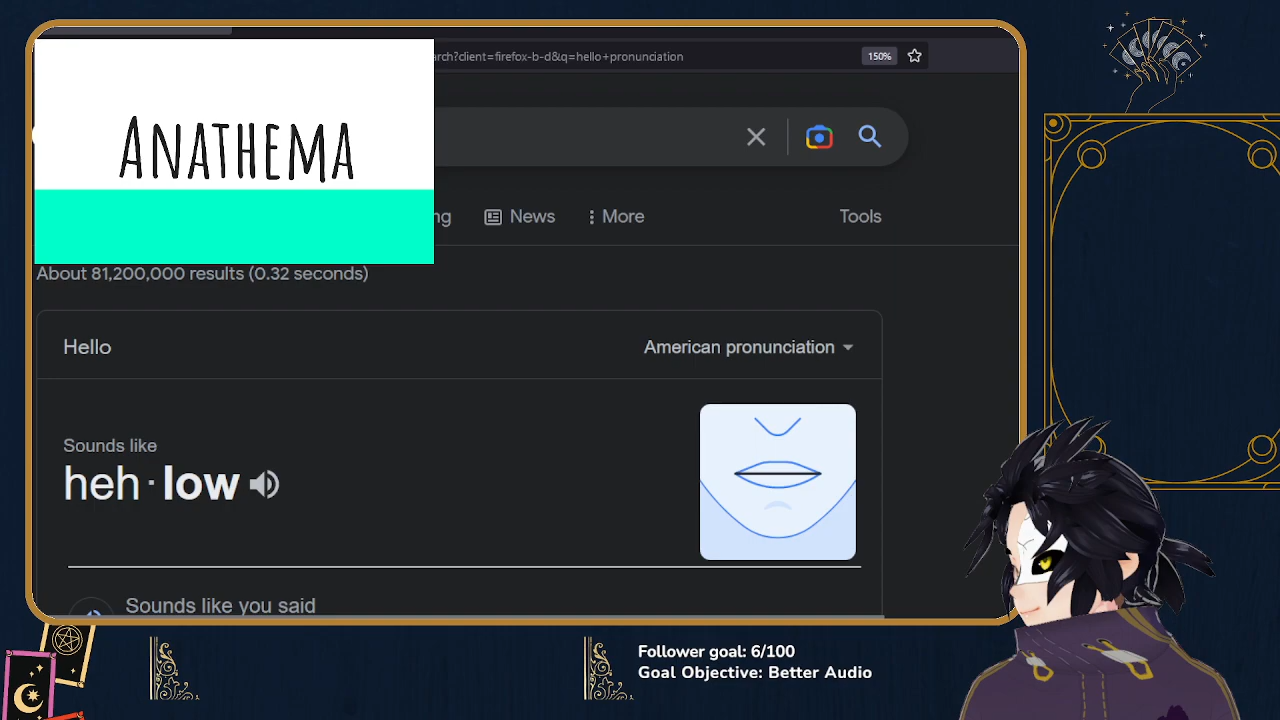 arch?client=firefox-b-d&q=hello+pronunciation
150%
ANATHEMA
ng
News
More
Tools
About 81,200,000 results (0.32 seconds)
Hello
American pronunciation
Sounds like
heh · low
Sounds like you said
Follower goal: 6/100
Goal Objective: Better Audio